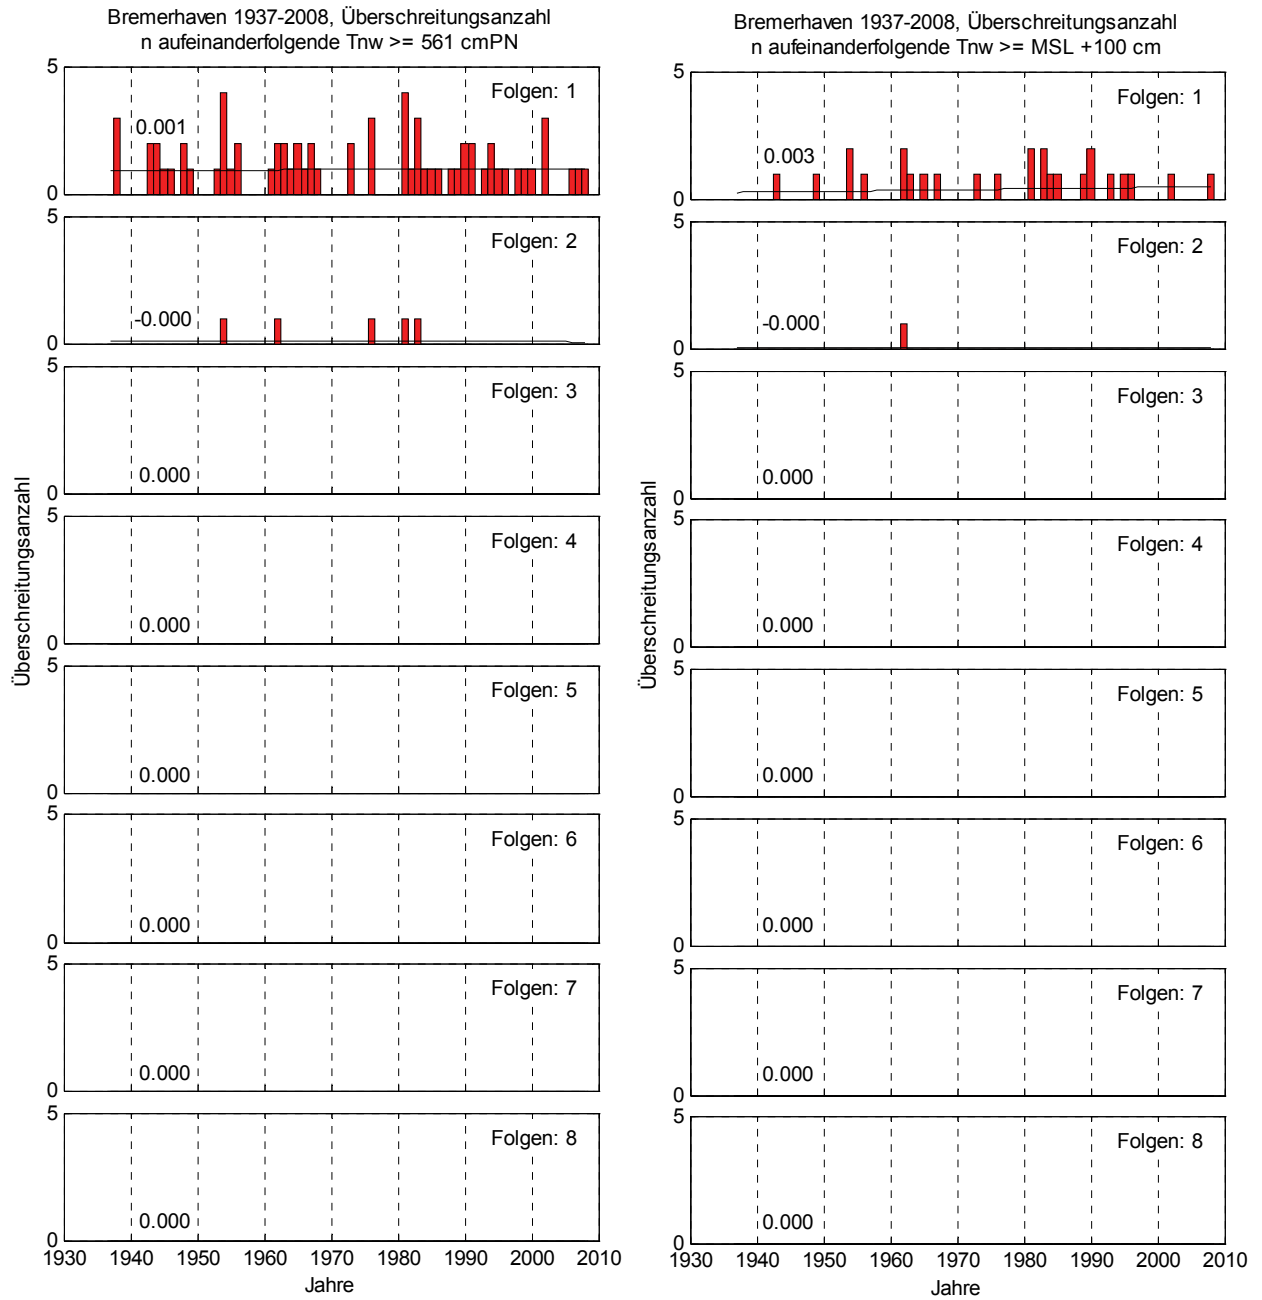 Bremerhaven 1937-2008, Überschreitungsanzahl
n aufeinanderfolgende Tnw >= 561 cmPN
5
Folgen: 1
0.001
0
5
Folgen: 2
-0.000
0
5
Folgen: 3
0.000
0
5
Folgen: 4
0.000
0
5
Folgen: 5
0.000
0
5
Folgen: 6
0.000
0
5
Folgen: 7
0.000
0
5
Folgen: 8
0.000
0
1930 1940 1950 1960 1970 1980 1990 2000 2010
Jahre
Überschreitungsanzahl
Bremerhaven 1937-2008, Überschreitungsanzahl
n aufeinanderfolgende Tnw >= MSL +100 cm
5
Folgen: 1
0.003
0
5
Folgen: 2
-0.000
0
5
Folgen: 3
0.000
0
5
Folgen: 4
0.000
0
5
Folgen: 5
0.000
0
5
Folgen: 6
0.000
0
5
Folgen: 7
0.000
0
5
Folgen: 8
0.000
0
1930 1940 1950 1960 1970 1980 1990 2000 2010
Jahre
Überschreitungsanzahl